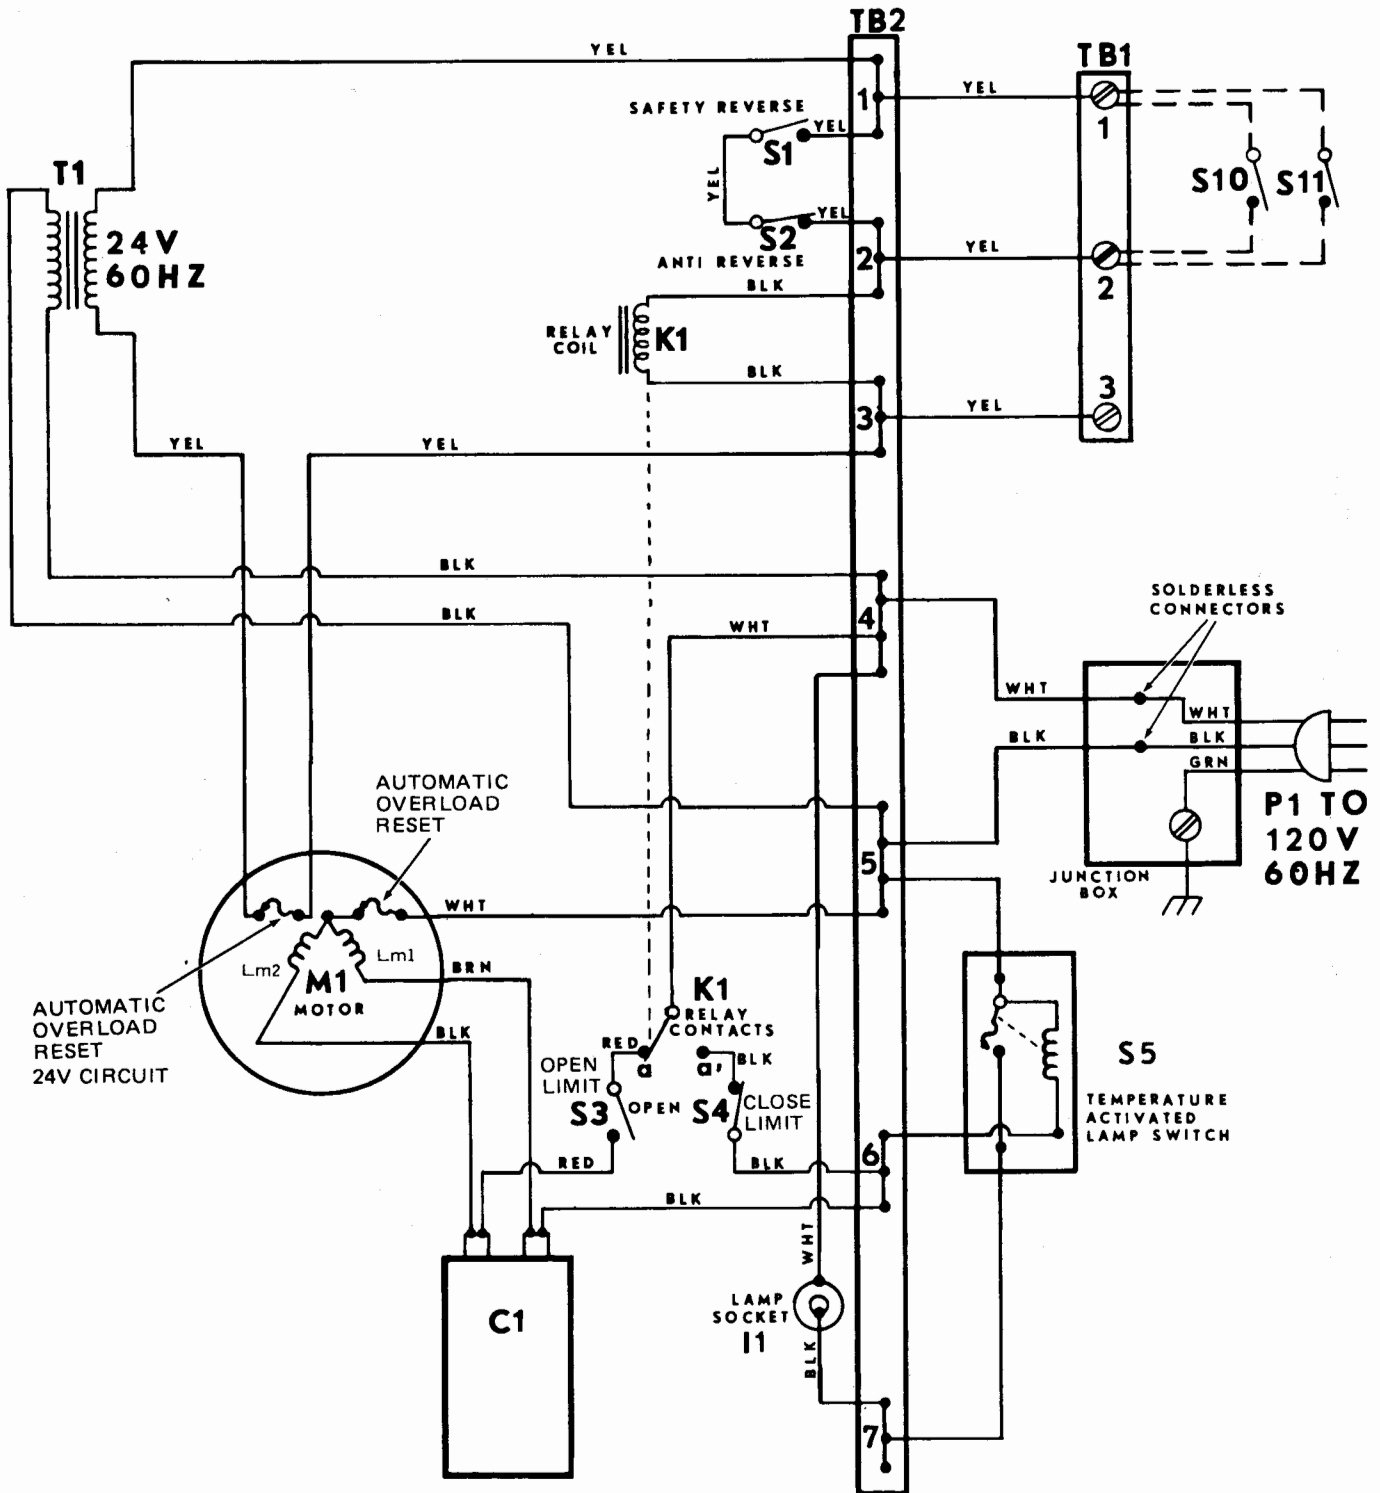 TB2
YEL
TB1
1
YEL
1
SAFETY REVERSE
YEL
S1
YEL
T1
S10
S11
24V
60HZ
YEL
S2
ANTI REVERSE
2
YEL
2
BLK
RELAY
COIL
K1
BLK
3
3
YEL
YEL
YEL
BLK
BLK
4
WHT
SOLDERLESS
CONNECTORS
WHT
WHT
BLK
BLK
GRN
AUTOMATIC
OVERLOAD
RESET
P1 TO
120V
60HZ
5
JUNCTION
BOX
WHT
Lm2
Lm1
M1
MOTOR
BRN
BLK
AUTOMATIC
OVERLOAD
RESET
24V CIRCUIT
K1
RELAY
CONTACTS
RED
a
a'
BLK
OPEN
LIMIT
S3
OPEN
S4
CLOSE
LIMIT
S5
TEMPERATURE
ACTIVATED
LAMP SWITCH
RED
BLK
6
BLK
WHT
C1
LAMP
SOCKET
I1
BLK
7